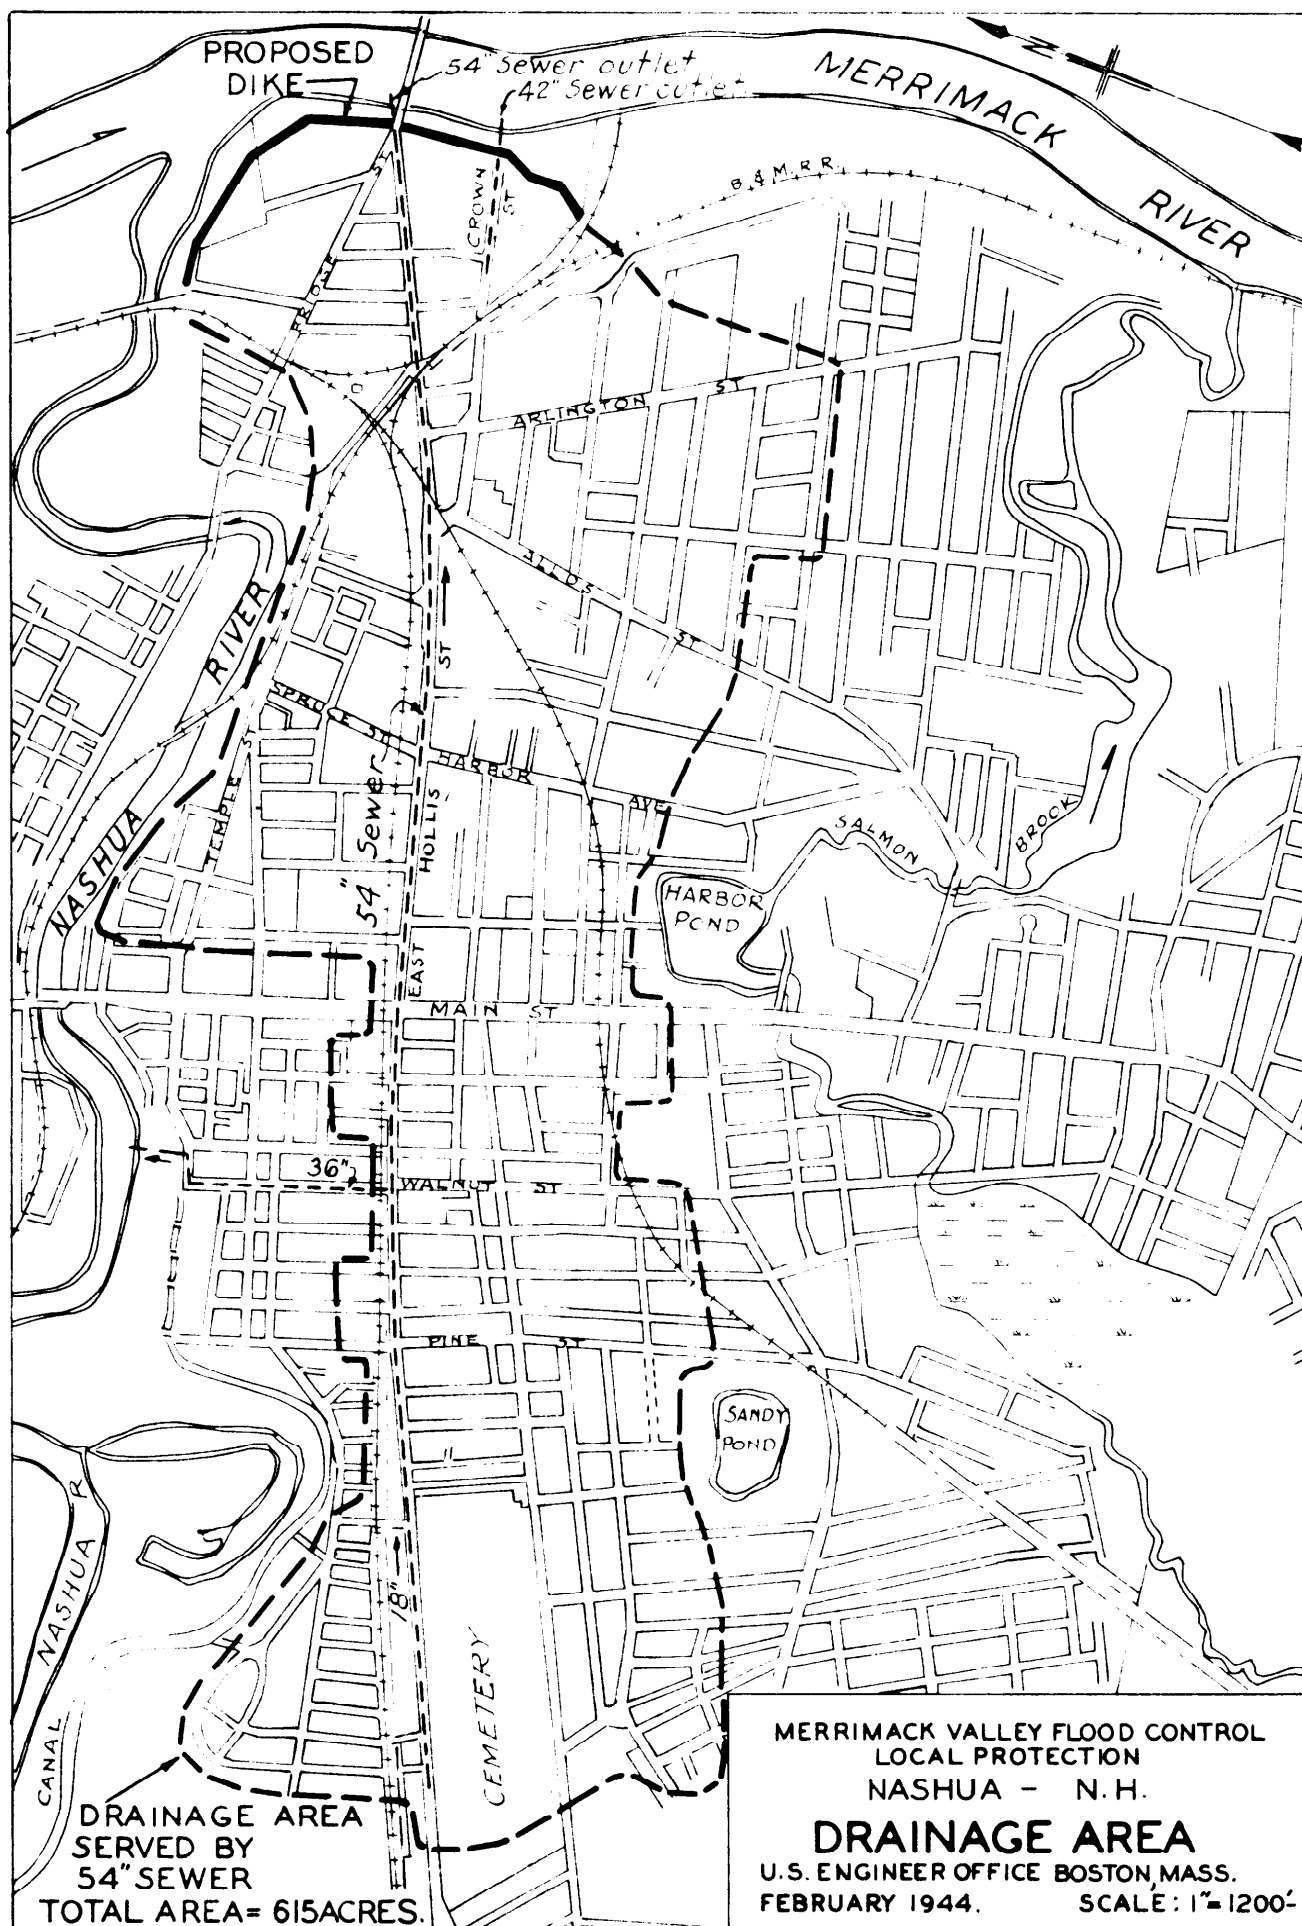 PROPOSED
DIKE
54" Sewer outlet
42" Sewer outlet
N
MERRIMACK
RIVER
B. & M. R.R.
CROWN
ST
ST
ARLINGTON ST
ST
RIVER
NASHUA
SPRUCE ST
HARBOR
AVE
TEMPLE ST
54" Sewer
EAST
HOLLIS
ST
SALMON
BROOK
HARBOR
POND
MAIN ST
36"
WALNUT ST
PINE ST
SANDY
POND
18"
CEMETERY
NASHUA R
CANAL
DRAINAGE AREA
SERVED BY
54" SEWER
TOTAL AREA= 615 ACRES.
MERRIMACK VALLEY FLOOD CONTROL
LOCAL PROTECTION
NASHUA - N.H.
DRAINAGE AREA
U.S. ENGINEER OFFICE BOSTON, MASS.
FEBRUARY 1944. SCALE: 1"=1200'